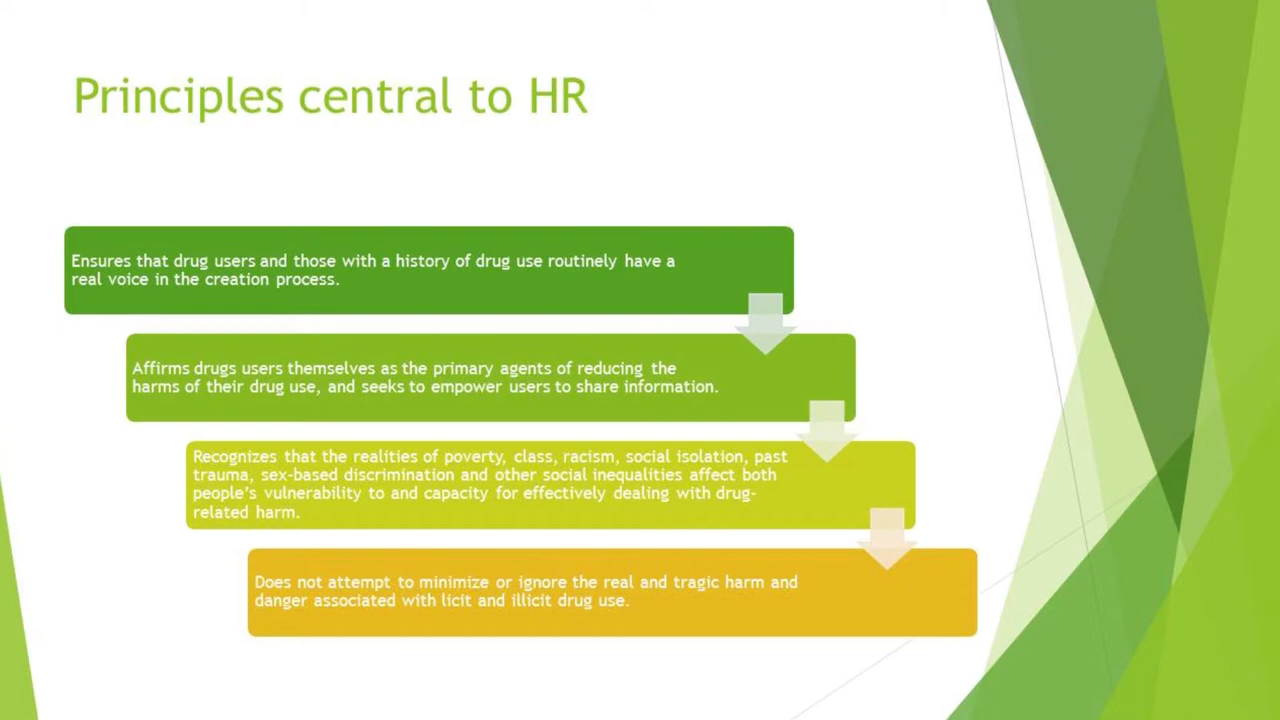 Principles central to HR
Ensures that drug users and those with a history of drug use routinely have a
real voice in the creation process.
Affirms drugs users themselves as the primary agents of reducing the
harms of their drug use, and seeks to empower users to share information.
Recognizes that the realities of poverty, class, racism, social isolation, past
trauma, sex-based discrimination and other social inequalities affect both
people's vulnerability to and capacity for effectively dealing with drug-
related harm.
Does not attempt to minimize or ignore the real and tragic harm and
danger associated with licit and illicit drug use.